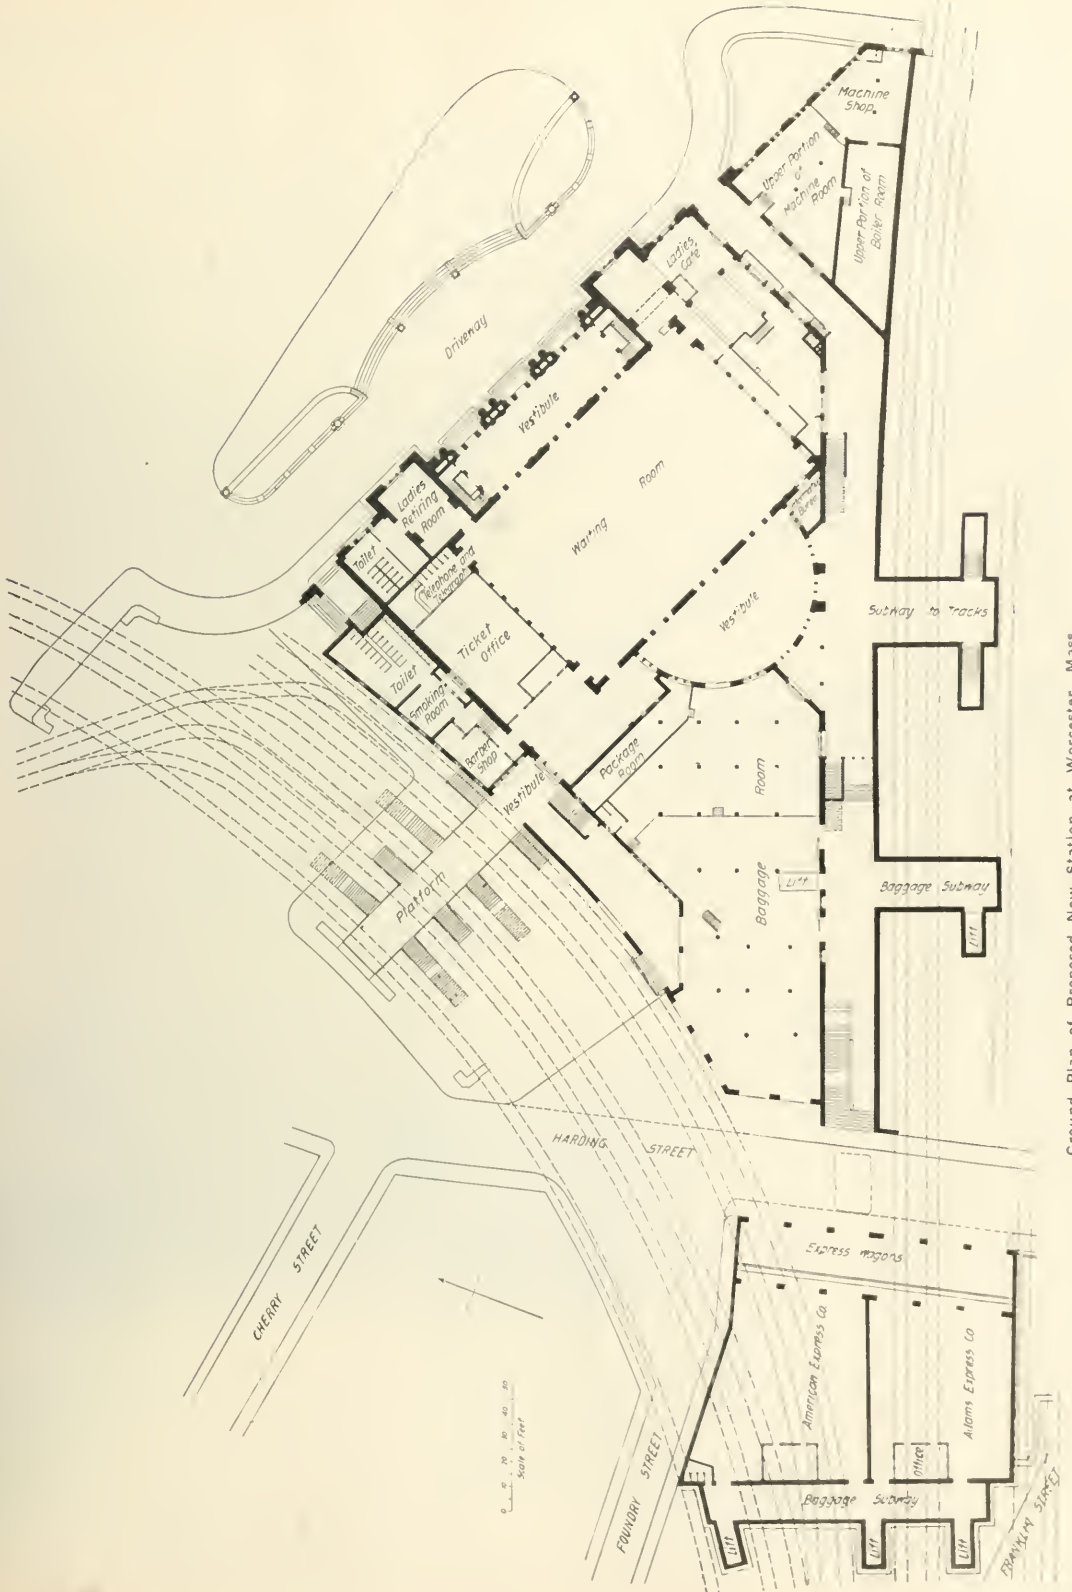 Machine
Shop
Upper Portion
of
Machine
Room
Upper Portion of
Boiler Room
Ladies
Cafe
Driveway
Vestibule
Ladies
Retiring
Room
Toilet
Telephone and
Telegraph
Waiting
Room
Ticket
Office
Vestibule
Information
Bureau
Subway to Tracks
Toilet
Smoking
Room
Barber
Shop
Vestibule
Package
Room
Platform
Baggage
Room
Lift
Baggage Subway
Lift
HARDING STREET
CHERRY STREET
FOUNDRY STREET
Scale of Feet
Express Wagons
American Express Co.
Adams Express Co
Office
Baggage Subway
Lift
Lift
Lift
FRANKLIN STREET
Ground Plan of Proposed New Station at Worcester, Mass.